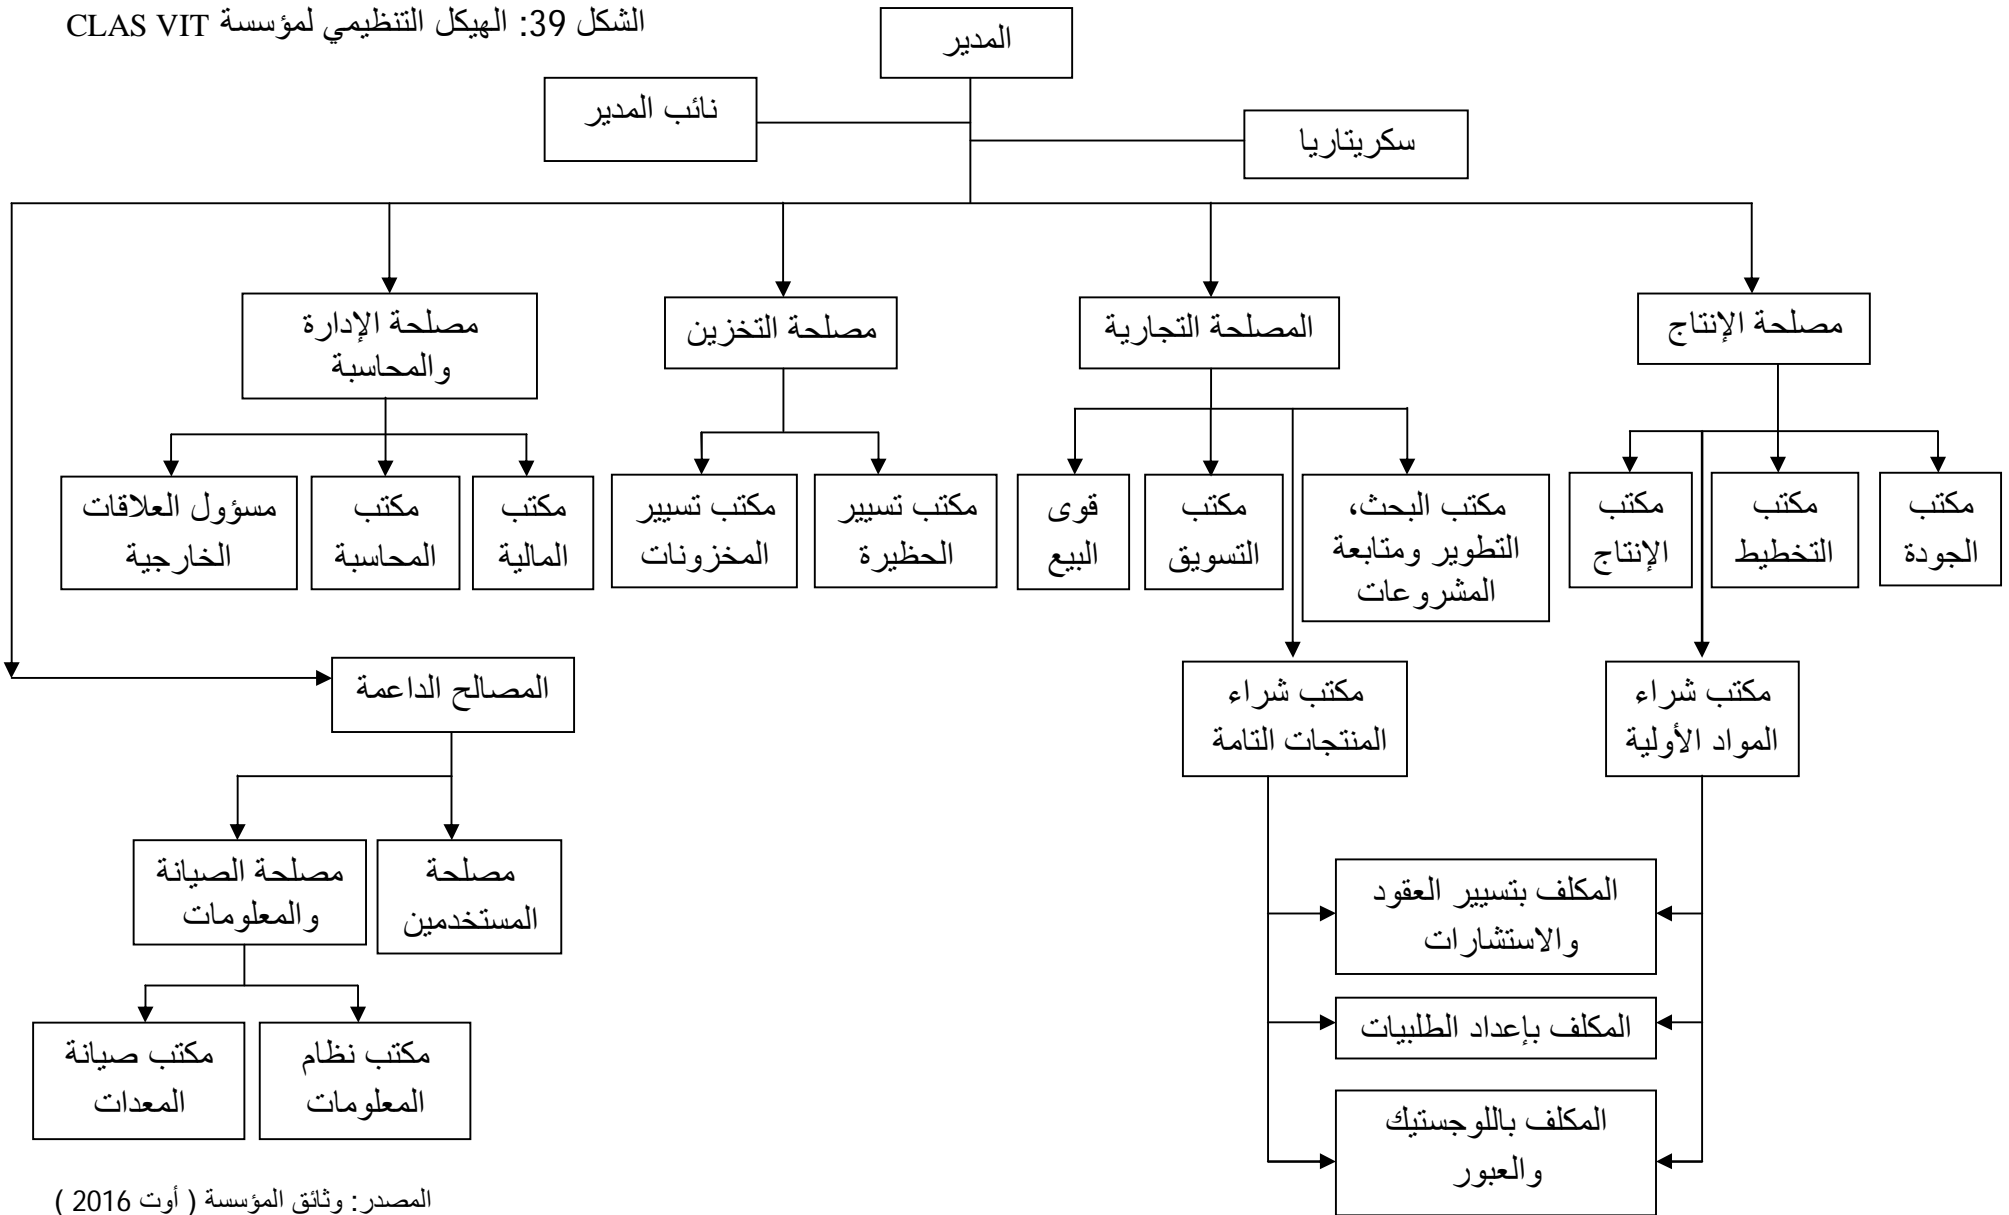 الشكل 39: الهيكل التنظيمي لمؤسسة CLAS VIT
المدير
نائب المدير
سكريتاريا
مصلحة الإنتاج
المصلحة التجارية
مصلحة التخزين
مصلحة الإدارة
والمحاسبة
مكتب
الجودة
مكتب
التخطيط
مكتب
الإنتاج
مكتب البحث،
التطوير ومتابعة
المشروعات
مكتب
التسويق
قوى
البيع
مكتب تسيير
الحظيرة
مكتب تسيير
المخزونات
مكتب
المالية
مكتب
المحاسبة
مسؤول العلاقات
الخارجية
مكتب شراء
المواد الأولية
مكتب شراء
المنتجات التامة
المصالح الداعمة
مصلحة
المستخدمين
مصلحة الصيانة
والمعلومات
المكلف بتسيير العقود
والاستشارات
المكلف بإعداد الطلبيات
المكلف باللوجستيك
والعبور
مكتب نظام
المعلومات
مكتب صيانة
المعدات
المصدر: وثائق المؤسسة ( أوت 2016 )